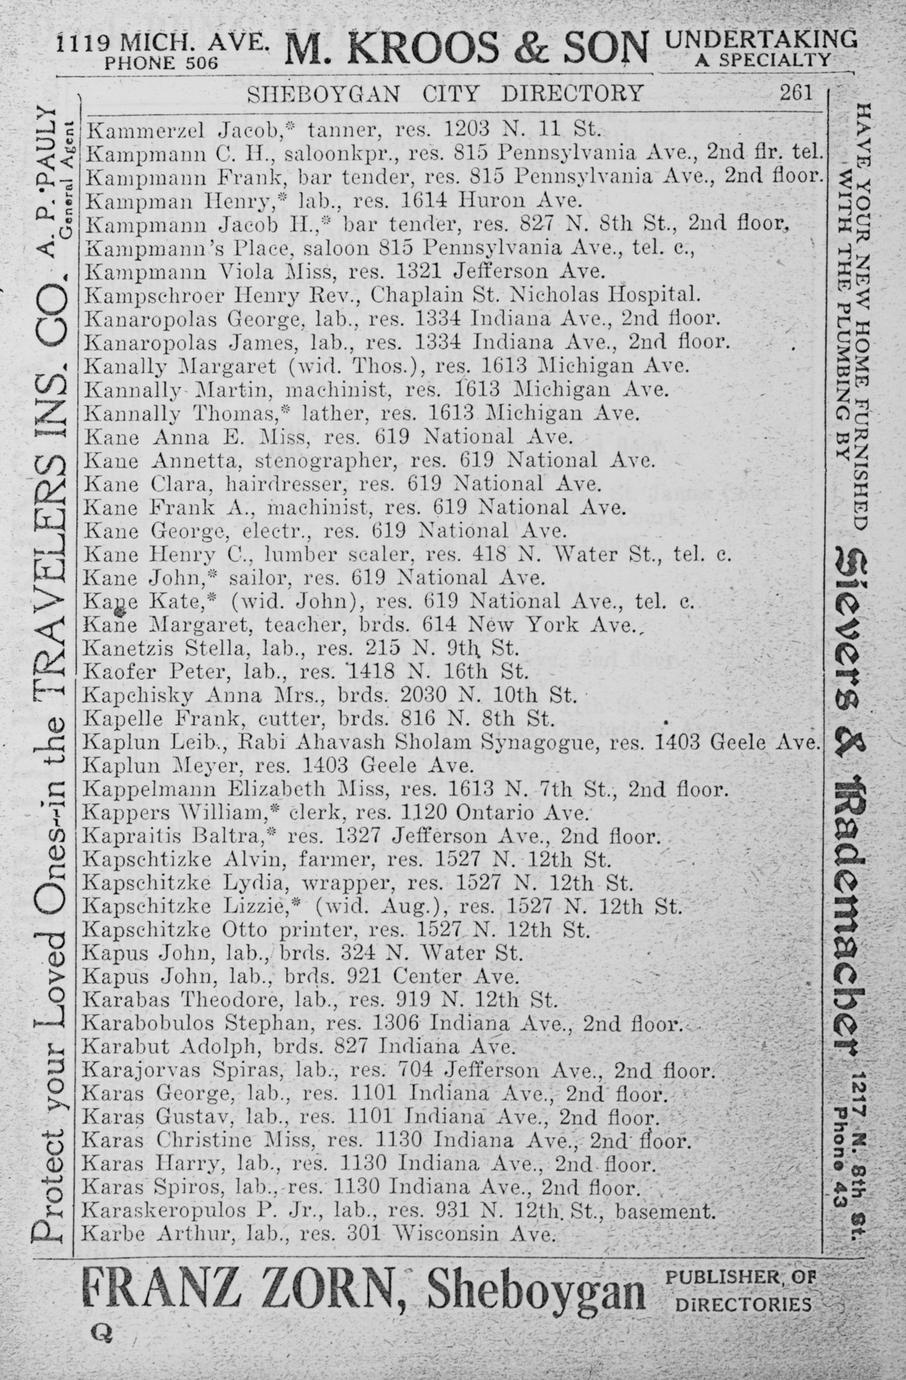 1119 MICH. AVE.
PHONE 506
M. KROOS & SON
UNDERTAKING
A SPECIALTY
SHEBOYGAN CITY DIRECTORY 261
Kammerzel Jacob,* tanner, res. 1203 N. 11 St.
Kampmann C. H., saloonkpr., res. 815 Pennsylvania Ave., 2nd flr. tel.
Kampmann Frank, bar tender, res. 815 Pennsylvania Ave., 2nd floor.
Kampman Henry,* lab., res. 1614 Huron Ave.
Kampmann Jacob H.,* bar tender, res. 827 N. 8th St., 2nd floor,
Kampmann's Place, saloon 815 Pennsylvania Ave., tel. c.,
Kampmann Viola Miss, res. 1321 Jefferson Ave.
Kampschroer Henry Rev., Chaplain St. Nicholas Hospital.
Kanaropolas George, lab., res. 1334 Indiana Ave., 2nd floor.
Kanaropolas James, lab., res. 1334 Indiana Ave., 2nd floor.
Kanally Margaret (wid. Thos.), res. 1613 Michigan Ave.
Kannally Martin, machinist, res. 1613 Michigan Ave.
Kannally Thomas,* lather, res. 1613 Michigan Ave.
Kane Anna E. Miss, res. 619 National Ave.
Kane Annetta, stenographer, res. 619 National Ave.
Kane Clara, hairdresser, res. 619 National Ave.
Kane Frank A., machinist, res. 619 National Ave.
Kane George, electr., res. 619 National Ave.
Kane Henry C., lumber scaler, res. 418 N. Water St., tel. c.
Kane John,* sailor, res. 619 National Ave.
Kane Kate,* (wid. John), res. 619 National Ave., tel. c.
Kane Margaret, teacher, brds. 614 New York Ave.,
Kanetzis Stella, lab., res. 215 N. 9th St.
Kaofer Peter, lab., res. 1418 N. 16th St.
Kapchisky Anna Mrs., brds. 2030 N. 10th St.
Kapelle Frank, cutter, brds. 816 N. 8th St.
Kaplun Leib., Rabi Ahavash Sholam Synagogue, res. 1403 Geele Ave.
Kaplun Meyer, res. 1403 Geele Ave.
Kappelmann Elizabeth Miss, res. 1613 N. 7th St., 2nd floor.
Kappers William,* clerk, res. 1120 Ontario Ave.
Kapraitis Baltra,* res. 1327 Jefferson Ave., 2nd floor.
Kapschtizke Alvin, farmer, res. 1527 N. 12th St.
Kapschitzke Lydia, wrapper, res. 1527 N. 12th St.
Kapschitzke Lizzie,* (wid. Aug.), res. 1527 N. 12th St.
Kapschitzke Otto printer, res. 1527 N. 12th St.
Kapus John, lab., brds. 324 N. Water St.
Kapus John, lab., brds. 921 Center Ave.
Karabas Theodore, lab., res. 919 N. 12th St.
Karabobulos Stephan, res. 1306 Indiana Ave., 2nd floor.
Karabut Adolph, brds. 827 Indiana Ave.
Karajorvas Spiras, lab., res. 704 Jefferson Ave., 2nd floor.
Karas George, lab., res. 1101 Indiana Ave., 2nd floor.
Karas Gustav, lab., res. 1101 Indiana Ave., 2nd floor.
Karas Christine Miss, res. 1130 Indiana Ave., 2nd floor.
Karas Harry, lab., res. 1130 Indiana Ave., 2nd floor.
Karas Spiros, lab., res. 1130 Indiana Ave., 2nd floor.
Karaskeropulos P. Jr., lab., res. 931 N. 12th St., basement.
Karbe Arthur, lab., res. 301 Wisconsin Ave.
Protect your Loved Ones--in the TRAVELERS INS. CO.
A. P. PAULY
General Agent
HAVE YOUR NEW HOME FURNISHED
WITH THE PLUMBING BY
Sievers & Rademacher
1217 N. 8th St.
Phone 43
FRANZ ZORN, Sheboygan
PUBLISHER, OF
DIRECTORIES
Q